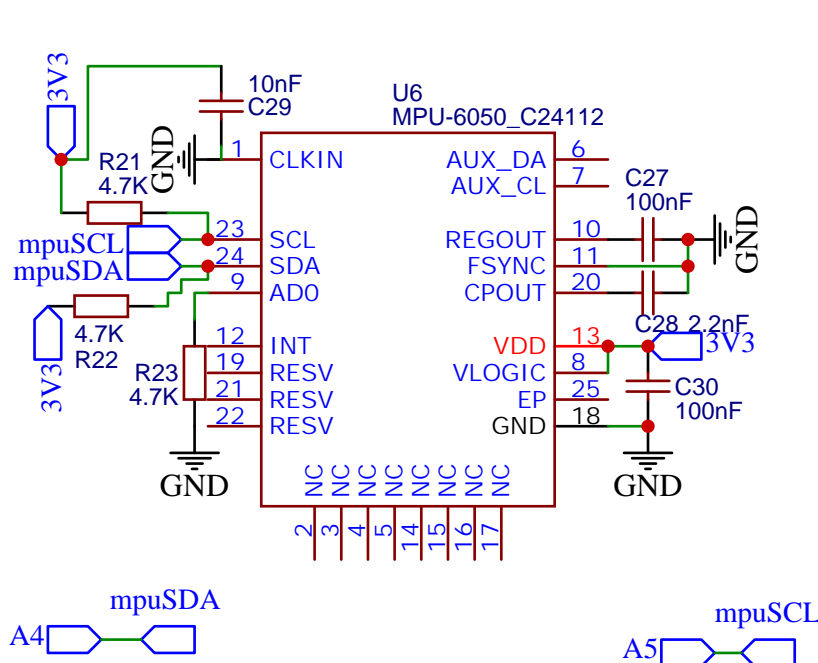 3V3
10nF
C29
U6
MPU-6050_C24112
GND
1
CLKIN
R21
4.7K
AUX_DA
6
AUX_CL
7
C27
100nF
mpuSCL
23
SCL
REGOUT
10
GND
mpuSDA
24
SDA
FSYNC
11
9
AD0
CPOUT
20
4.7K
R22
C28 2.2nF
3V3
12
INT
VDD
13
3V3
R23
4.7K
19
RESV
VLOGIC
8
C30
100nF
21
RESV
EP
25
22
RESV
GND
18
GND
GND
NC NC NC NC NC NC NC NC
2 3 4 5 14 15 16 17
mpuSDA
A4
mpuSCL
A5